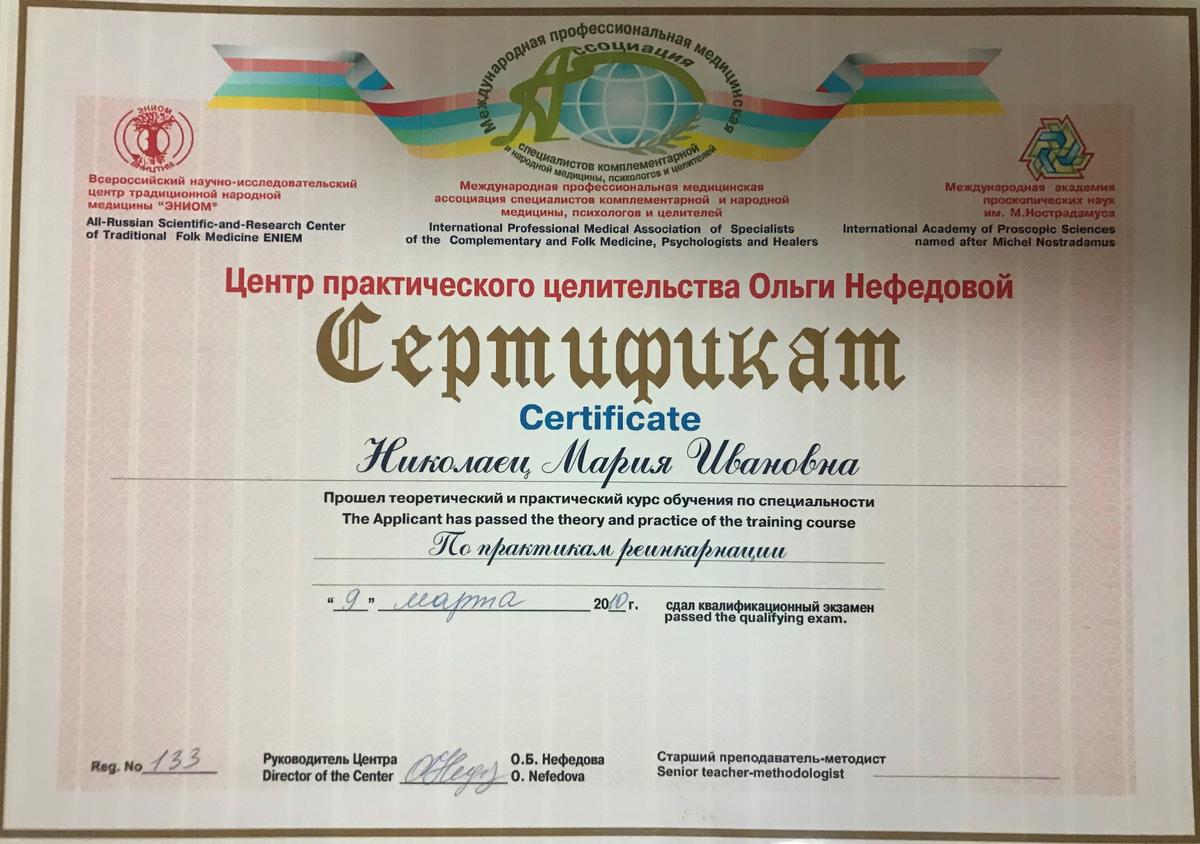 Международная профессиональная медицинская
Ассоциация
специалистов комплементарной
и народной медицины, психологов и целителей
ЭНИОМ
Всероссийский научно-исследовательский
центр традиционной народной
медицины "ЭНИОМ"
All-Russian Scientific-and-Research Center
of Traditional Folk Medicine ENIEM
Международная профессиональная медицинская
ассоциация специалистов комплементарной и народной
медицины, психологов и целителей
International Professional Medical Association of Specialists
of the Complementary and Folk Medicine, Psychologists and Healers
Международная академия
проскопических наук
им. М.Нострадамуса
International Academy of Proscopic Sciences
named after Michel Nostradamus
Центр практического целительства Ольги Нефедовой
Сертификат
Certificate
Николаец Мария Ивановна
Прошел теоретический и практический курс обучения по специальности
The Applicant has passed the theory and practice of the training course
По практикам реинкарнации
"9" марта 2010 г. сдал квалификационный экзамен
passed the qualifying exam.
Reg. No 133
Руководитель Центра О.Б. Нефедова
Director of the Center O. Nefedova
Старший преподаватель-методист
Senior teacher-methodologist